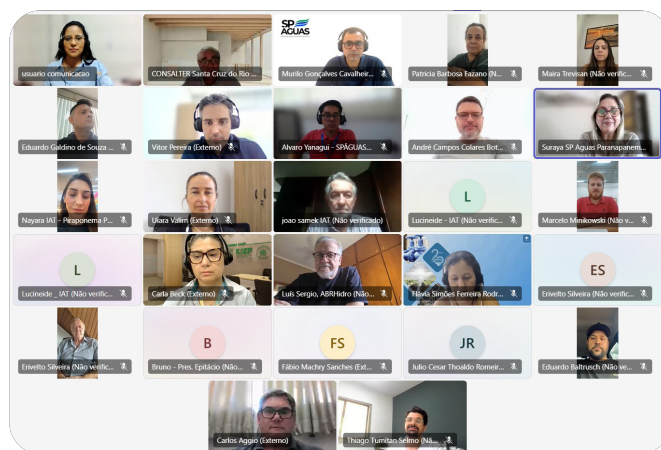 usuario comunicacao
CONSALTER Santa Cruz do Rio ...
SP
AGUAS
Murilo Gonçalves Cavalheir...
Patricia Barbosa Fazano (N...
Maira Trevisan (Não verific...
Eduardo Galdino de Souza ...
Vitor Pereira (Externo)
Alvaro Yanagui - SPÁGUAS...
André Campos Colares Bot...
Suraya SP Aguas Paranapanem...
Nayara IAT - Piraponema P...
Uiara Valim (Externo)
joao samek IAT (Não verificado)
L
Lucineide - IAT (Não verific...
Marcelo Minikowski (Não v...
L
Lucineide _ IAT (Não verific...
Carla Beck (Externo)
Luís Sergio, ABRHidro (Não...
Flávia Simões Ferreira Rodr...
ES
Erivelto Silveira (Não verific...
Erivelto Silveira (Não verific...
B
Bruno - Pres. Epitácio (Não...
FS
Fábio Machry Sanches (Ext...
JR
Julio Cesar Thoaldo Romeir...
Eduardo Baltrusch (Não ve...
Carlos Aggio (Externo)
Thiago Tumitan Selmo (Nã...